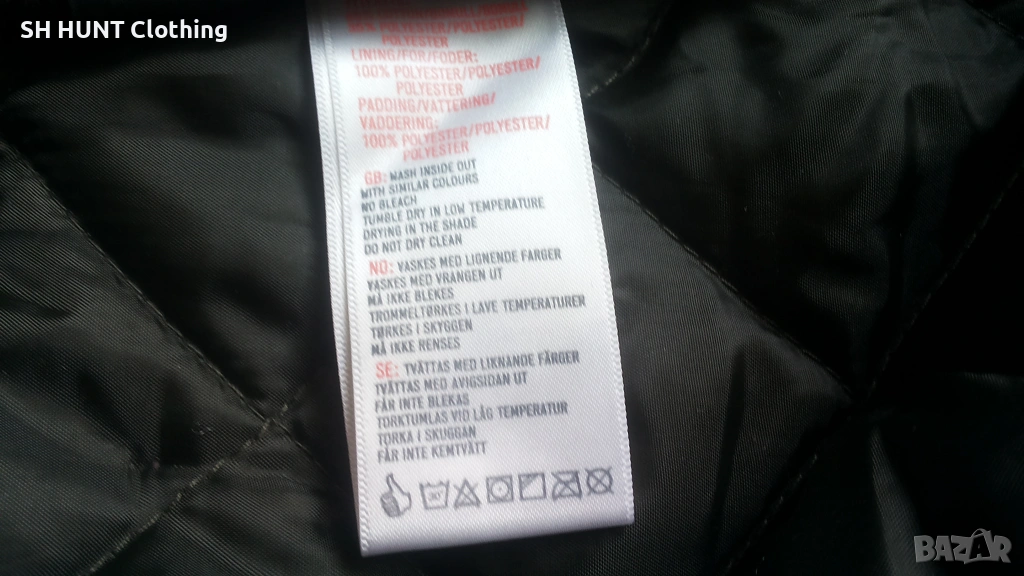 SH HUNT Clothing
POLYESTER/POLYESTER/
POLYESTER
LINING/FOR/FODER:
100% POLYESTER/POLYESTER/
POLYESTER
PADDING/VATTERING/
VADDERING:
100% POLYESTER/POLYESTER/
POLYESTER
GB: WASH INSIDE OUT
WITH SIMILAR COLOURS
NO BLEACH
TUMBLE DRY IN LOW TEMPERATURE
DRYING IN THE SHADE
DO NOT DRY CLEAN
NO: VASKES MED LIGNENDE FARGER
VASKES MED VRANGEN UT
MÅ IKKE BLEKES
TROMMELTØRKES I LAVE TEMPERATURER
TØRKES I SKYGGEN
MÅ IKKE RENSES
SE: TVÄTTAS MED LIKNANDE FÄRGER
TVÄTTAS MED AVIGSIDAN UT
FÅR INTE BLEKAS
TORKTUMLAS VID LÅG TEMPERATUR
TORKA I SKUGGAN
FÅR INTE KEMTVÄTT
BAZAR